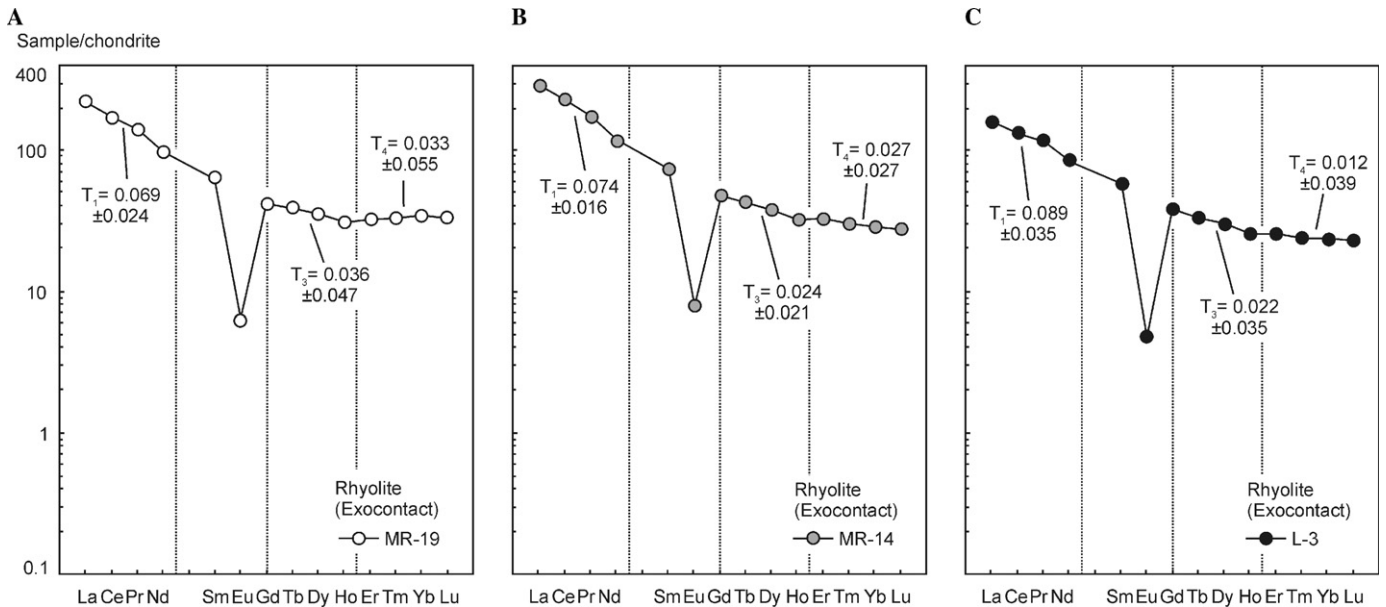 A
Sample/chondrite
400
100
10
1
0.1
T1= 0.069
±0.024
T3= 0.036
±0.047
T4= 0.033
±0.055
Rhyolite
(Exocontact)
MR-19
La Ce Pr Nd Sm Eu Gd Tb Dy Ho Er Tm Yb Lu
B
T1= 0.074
±0.016
T3= 0.024
±0.021
T4= 0.027
±0.027
Rhyolite
(Exocontact)
MR-14
La Ce Pr Nd Sm Eu Gd Tb Dy Ho Er Tm Yb Lu
C
T1= 0.089
±0.035
T3= 0.022
±0.035
T4= 0.012
±0.039
Rhyolite
(Exocontact)
L-3
La Ce Pr Nd Sm Eu Gd Tb Dy Ho Er Tm Yb Lu